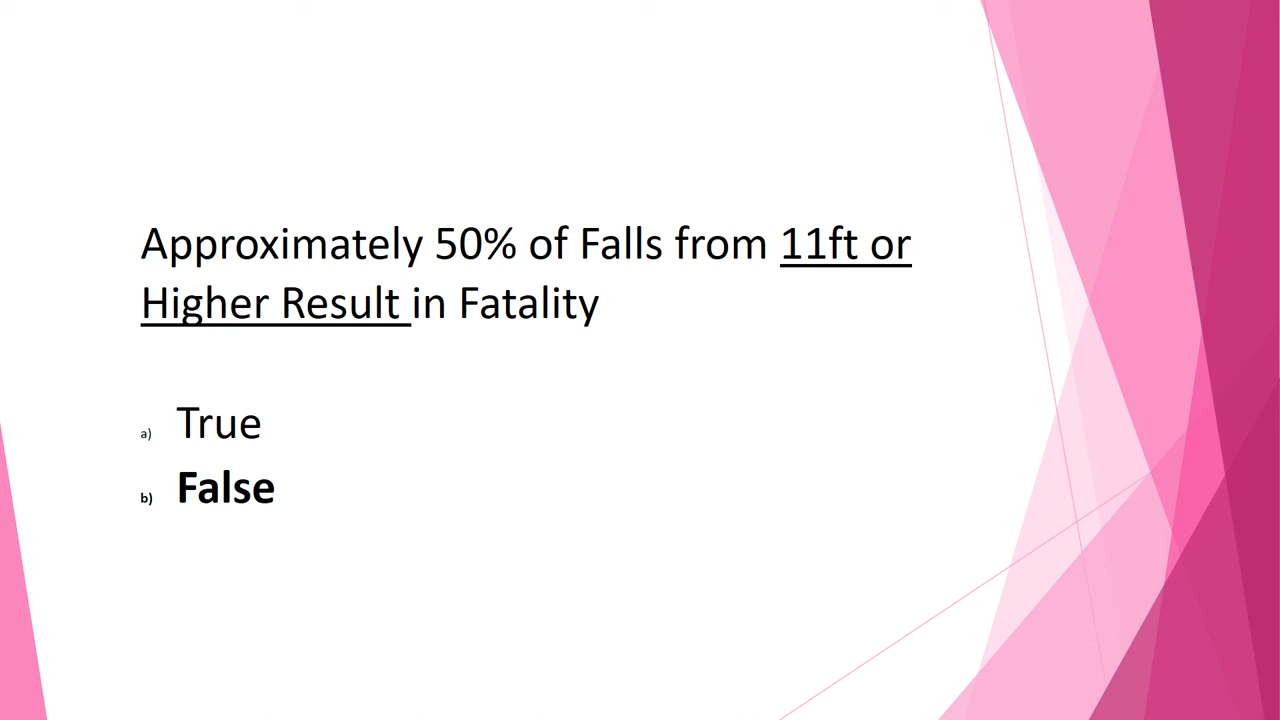 Approximately 50% of Falls from 11ft or
Higher Result in Fatality
a) True
b) False